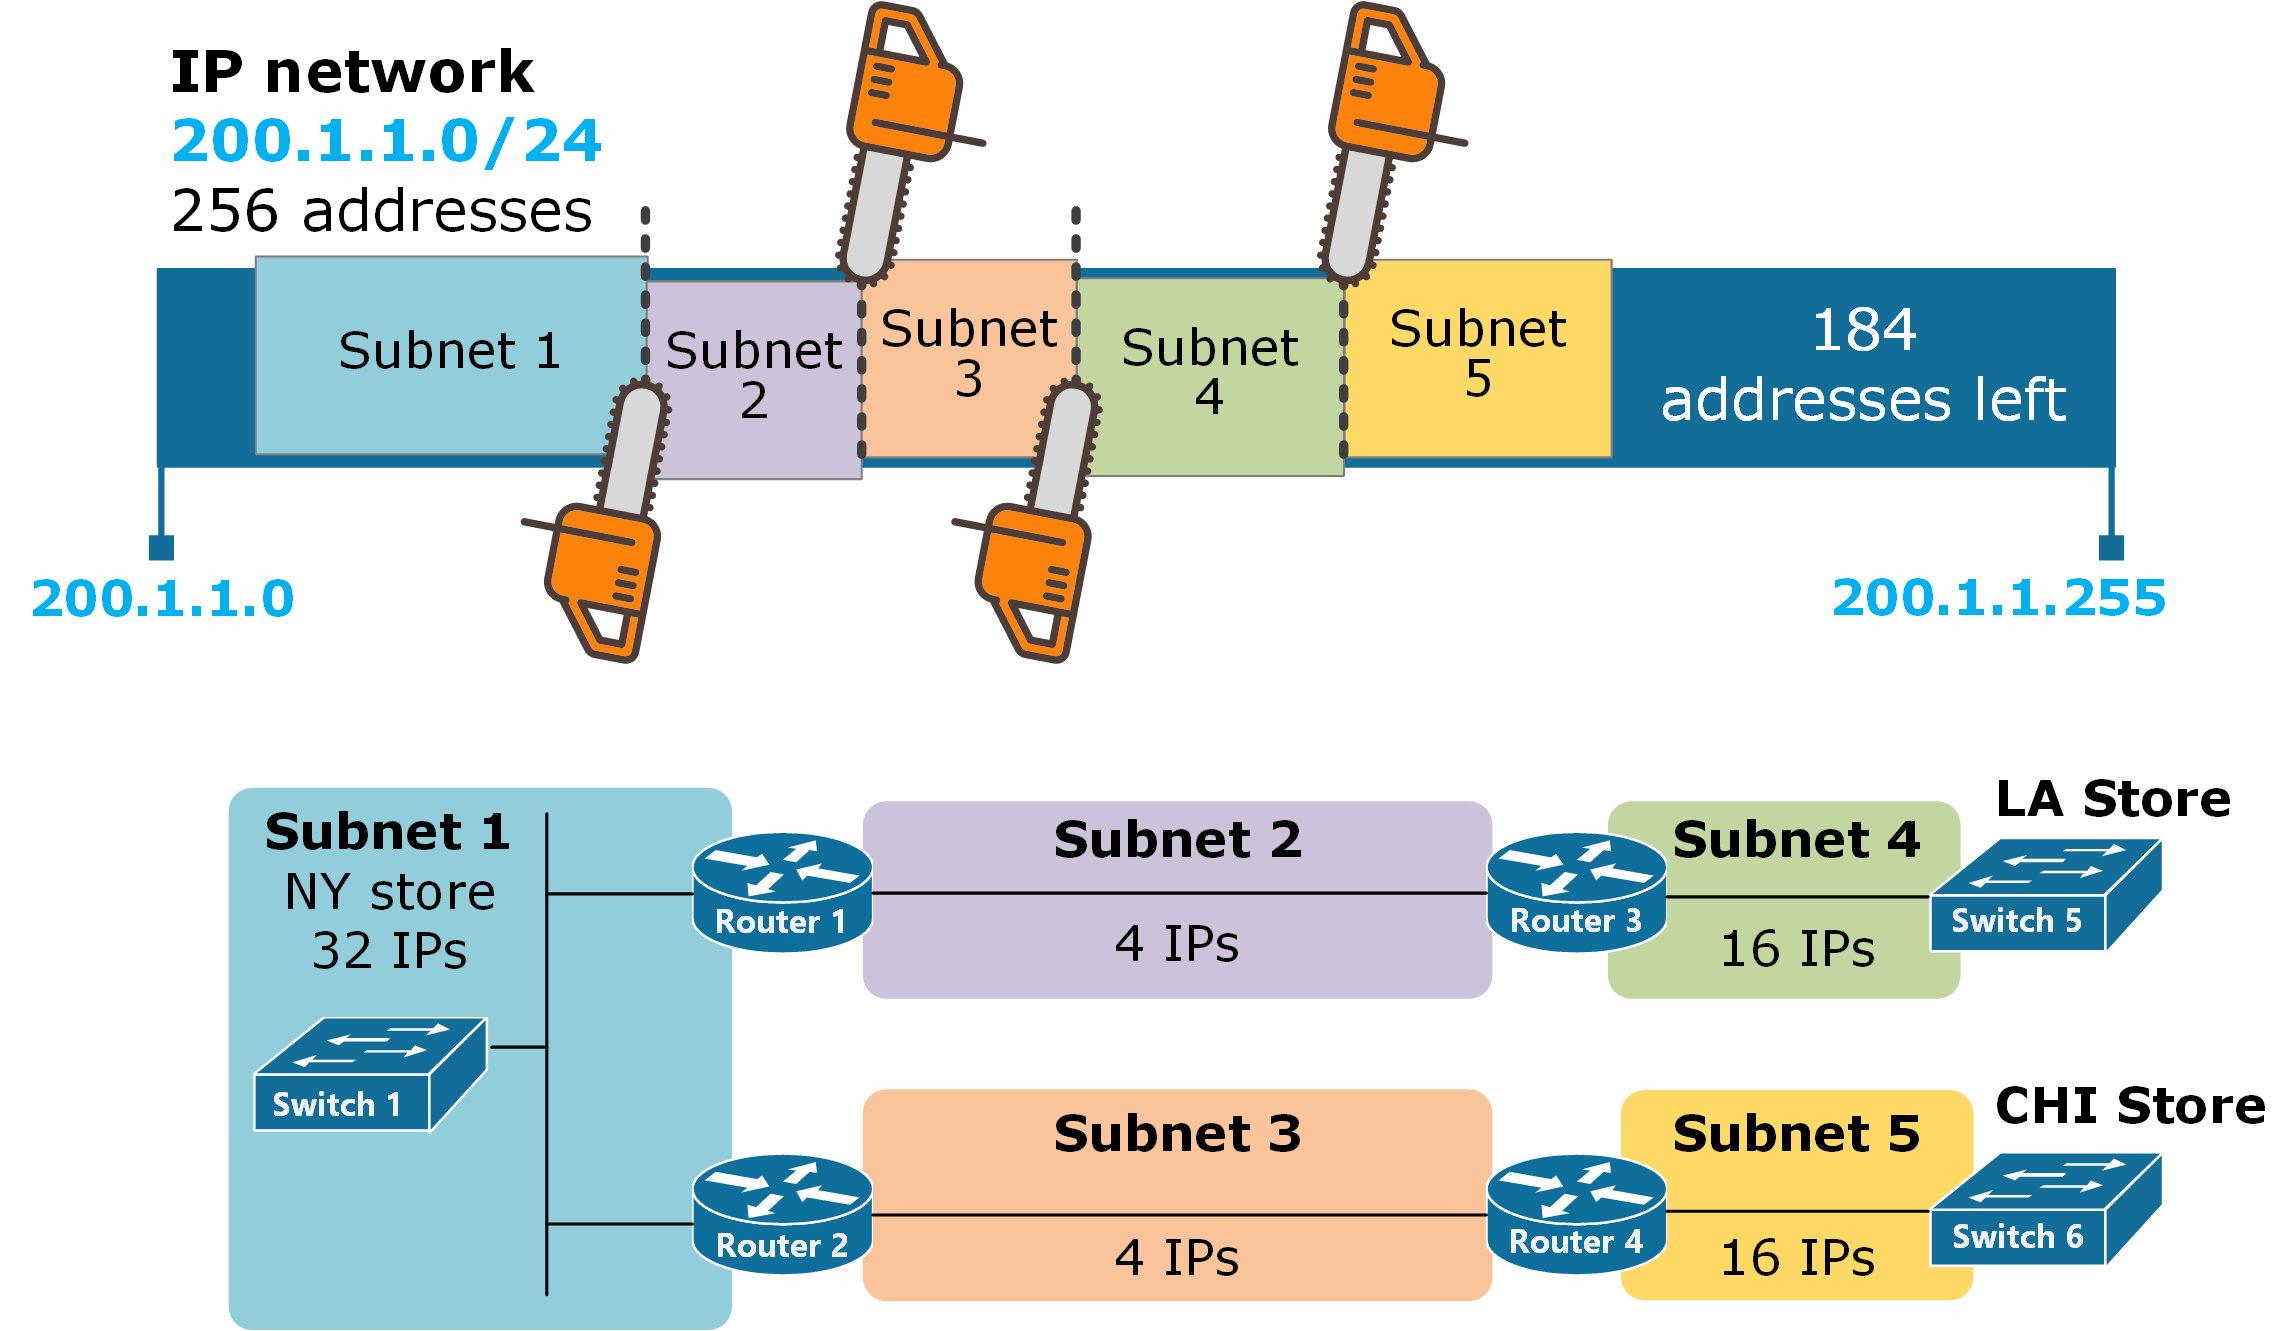 IP network
200.1.1.0/24
256 addresses
Subnet 1
Subnet
2
Subnet
3
Subnet
4
Subnet
5
184
addresses left
200.1.1.0
200.1.1.255
Subnet 1
NY store
32 IPs
Switch 1
Router 1
Subnet 2
4 IPs
Router 3
Subnet 4
16 IPs
LA Store
Switch 5
Router 2
Subnet 3
4 IPs
Router 4
Subnet 5
16 IPs
CHI Store
Switch 6